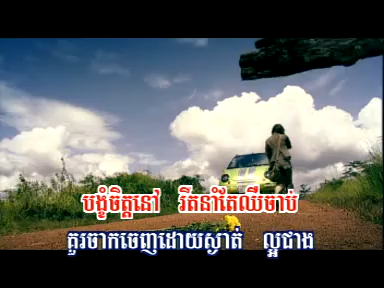 បង្ខំចិត្តនៅ រឹតនាំតែឈឺចាប់
គួរចាកចេញដោយស្ងាត់ ល្អជាង